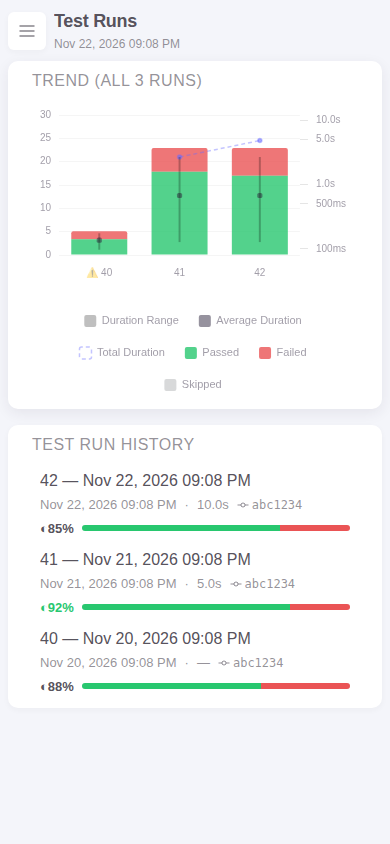 Test Runs
Nov 22, 2026 09:08 PM
TREND (ALL 3 RUNS)
30
25
20
15
10
5
0
10.0s
5.0s
1.0s
500ms
100ms
40
41
42
Duration Range
Average Duration
Total Duration
Passed
Failed
Skipped
TEST RUN HISTORY
42 — Nov 22, 2026 09:08 PM
Nov 22, 2026 09:08 PM · 10.0s abc1234
85%
41 — Nov 21, 2026 09:08 PM
Nov 21, 2026 09:08 PM · 5.0s abc1234
92%
40 — Nov 20, 2026 09:08 PM
Nov 20, 2026 09:08 PM · — abc1234
88%